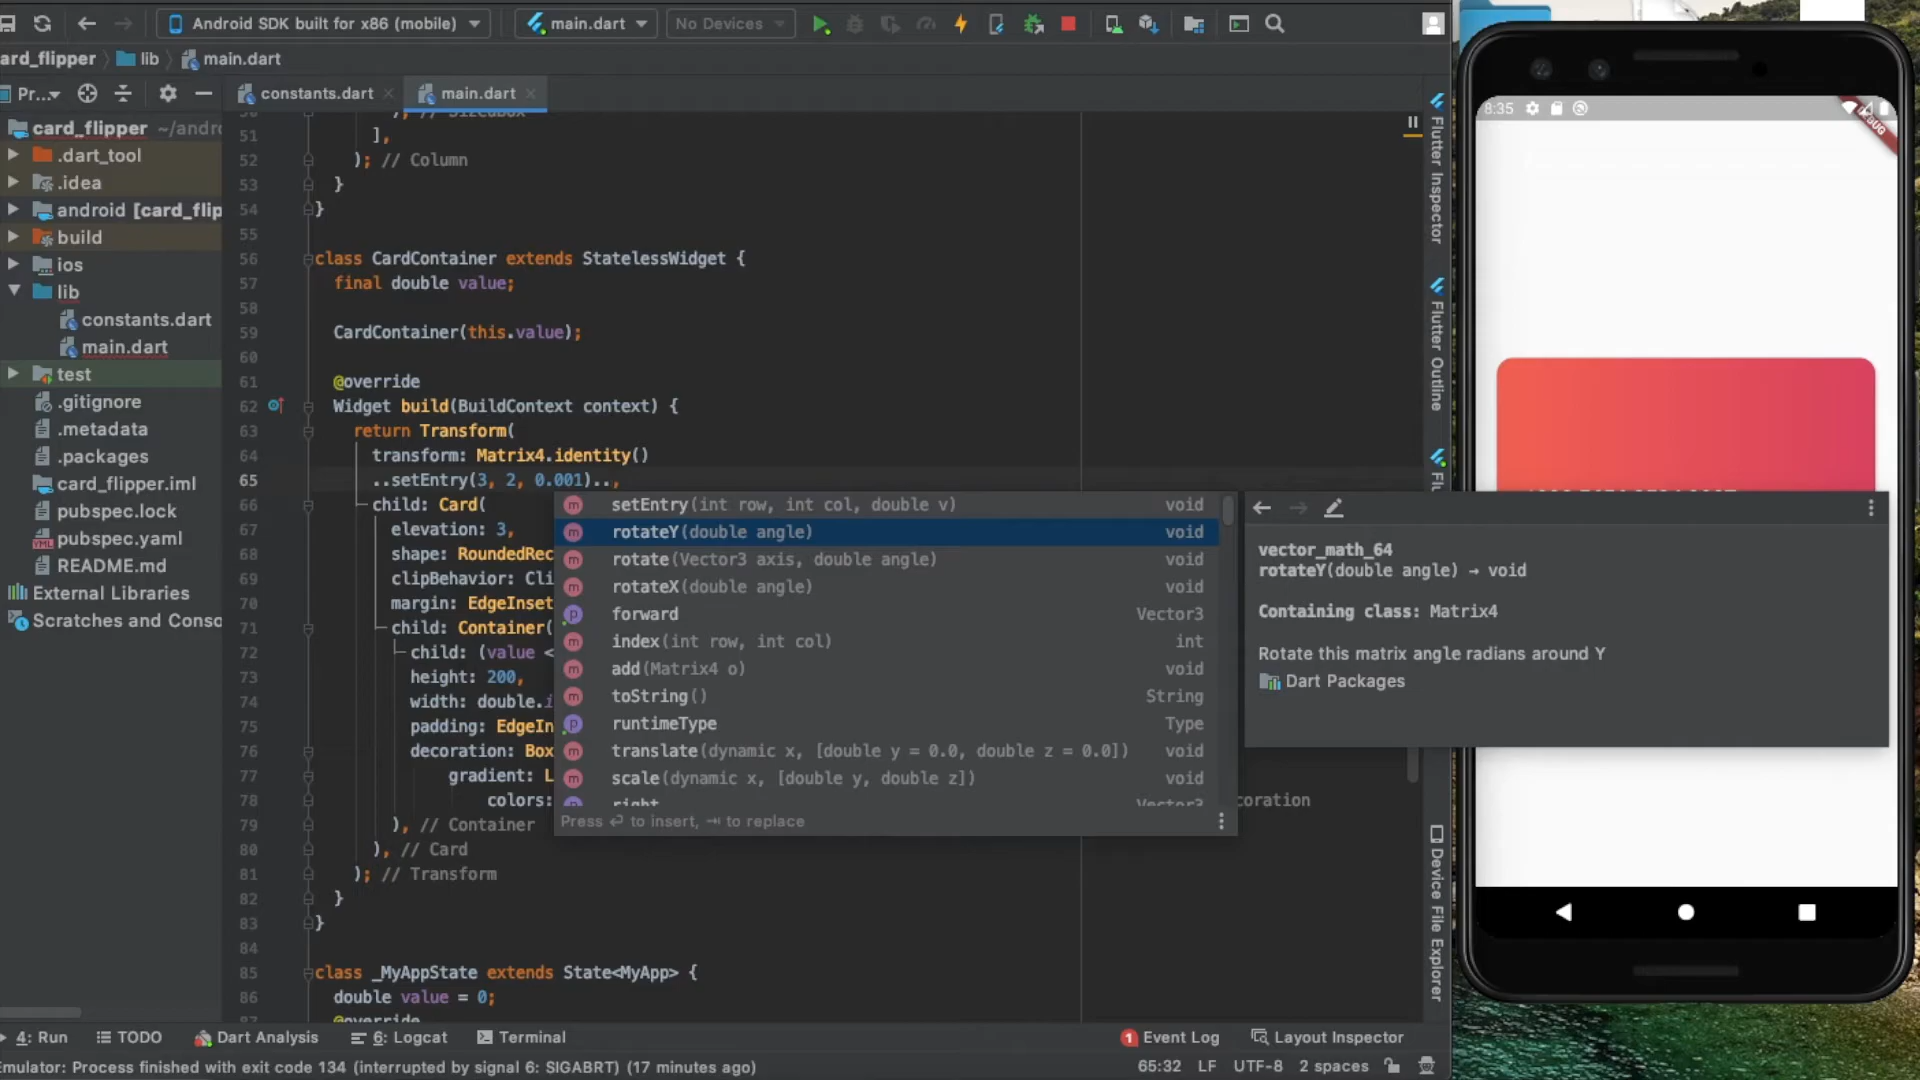 Android SDK built for x86 (mobile)
main.dart
No Devices
ard_flipper
lib
main.dart
Pr...
constants.dart
main.dart
card_flipper ~/andro
.dart_tool
.idea
android [card_flip
build
ios
lib
constants.dart
main.dart
test
.gitignore
.metadata
.packages
card_flipper.iml
pubspec.lock
pubspec.yaml
README.md
External Libraries
Scratches and Conso
51 ],
52 ); // Column
53 }
54 }
55
56 class CardContainer extends StatelessWidget {
57 final double value;
58
59 CardContainer(this.value);
60
61 @override
62 Widget build(BuildContext context) {
63 return Transform(
64 transform: Matrix4.identity()
65 ..setEntry(3, 2, 0.001)..,
66 child: Card(
67 elevation: 3,
68 shape: RoundedRec
69 clipBehavior: Cli
70 margin: EdgeInset
71 child: Container(
72 child: (value <
73 height: 200,
74 width: double.i
75 padding: EdgeIn
76 decoration: Box
77 gradient: L
78 colors: coration
79 ), // Container
80 ), // Card
81 ); // Transform
82 }
83 }
84
85 class _MyAppState extends State<MyApp> {
86 double value = 0;
@override
setEntry(int row, int col, double v) void
rotateY(double angle) void
rotate(Vector3 axis, double angle) void
rotateX(double angle) void
forward Vector3
index(int row, int col) int
add(Matrix4 o) void
toString() String
runtimeType Type
translate(dynamic x, [double y = 0.0, double z = 0.0]) void
scale(dynamic x, [double y, double z]) void
right Vector3
Press ⏎ to insert, ⇥ to replace
vector_math_64
rotateY(double angle) → void
Containing class: Matrix4
Rotate this matrix angle radians around Y
Dart Packages
Flutter Inspector
Flutter Outline
Device File Explorer
8:35
4: Run
TODO
Dart Analysis
6: Logcat
Terminal
1 Event Log
Layout Inspector
Emulator: Process finished with exit code 134 (interrupted by signal 6: SIGABRT) (17 minutes ago)
65:32 LF UTF-8 2 spaces